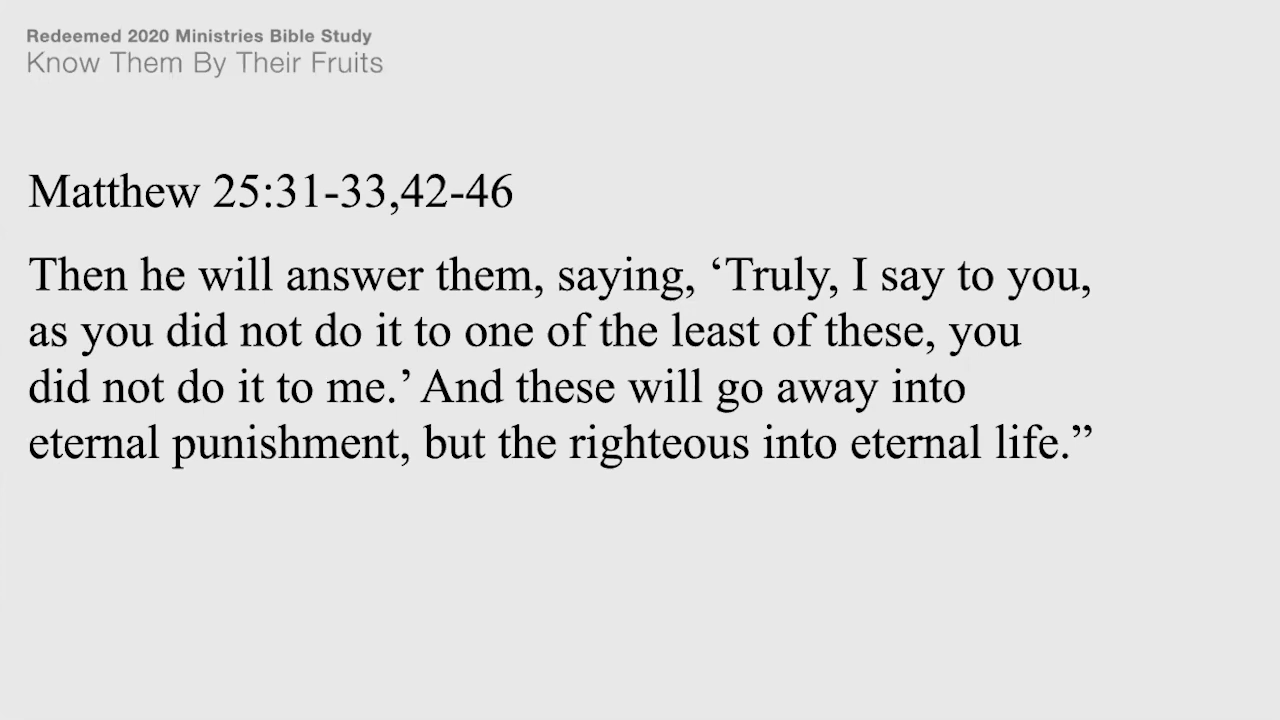 Redeemed 2020 Ministries Bible Study
Know Them By Their Fruits
Matthew 25:31-33,42-46
Then he will answer them, saying, ‘Truly, I say to you,
as you did not do it to one of the least of these, you
did not do it to me.’ And these will go away into
eternal punishment, but the righteous into eternal life.”